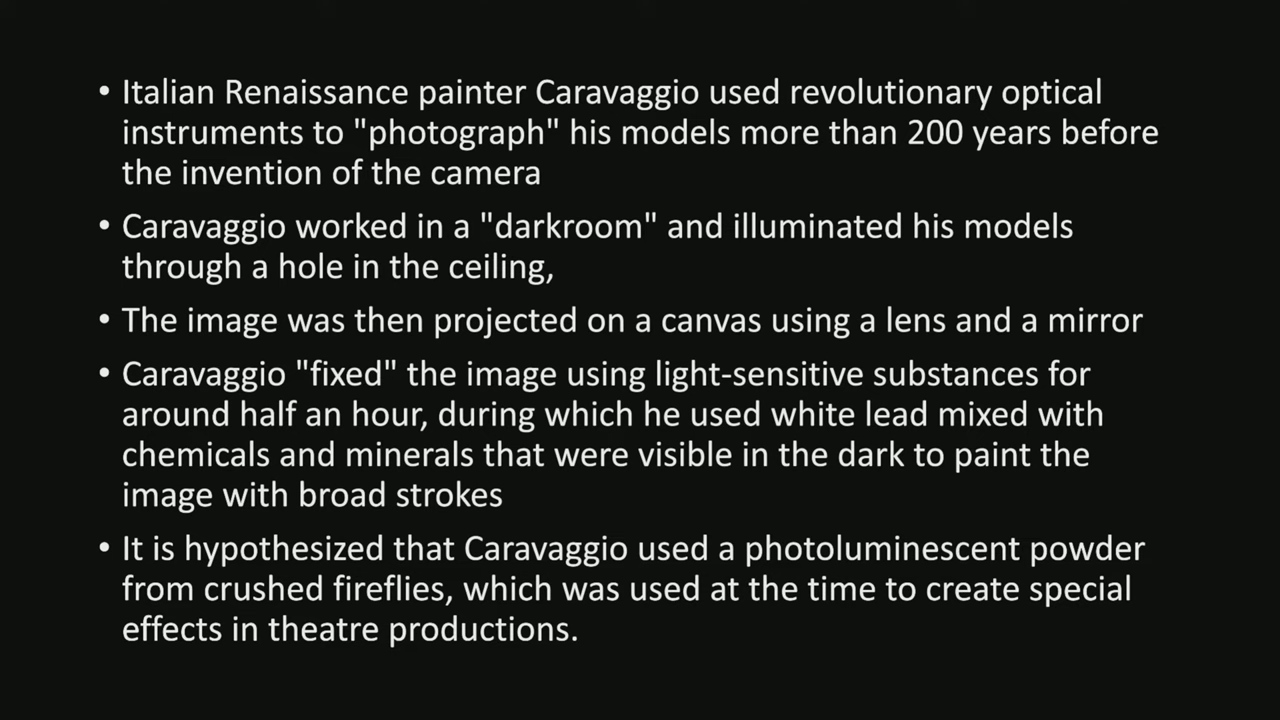 • Italian Renaissance painter Caravaggio used revolutionary optical
instruments to "photograph" his models more than 200 years before
the invention of the camera
• Caravaggio worked in a "darkroom" and illuminated his models
through a hole in the ceiling,
• The image was then projected on a canvas using a lens and a mirror
• Caravaggio "fixed" the image using light-sensitive substances for
around half an hour, during which he used white lead mixed with
chemicals and minerals that were visible in the dark to paint the
image with broad strokes
• It is hypothesized that Caravaggio used a photoluminescent powder
from crushed fireflies, which was used at the time to create special
effects in theatre productions.